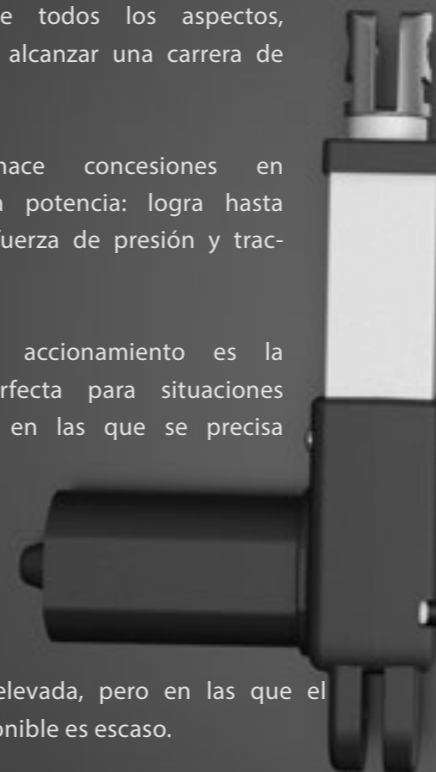 e todos los aspectos,
alcanzar una carrera de
hace concesiones en
potencia: logra hasta
fuerza de presión y trac-
accionamiento es la
rfecta para situaciones
en las que se precisa
elevada, pero en las que el
onible es escaso.